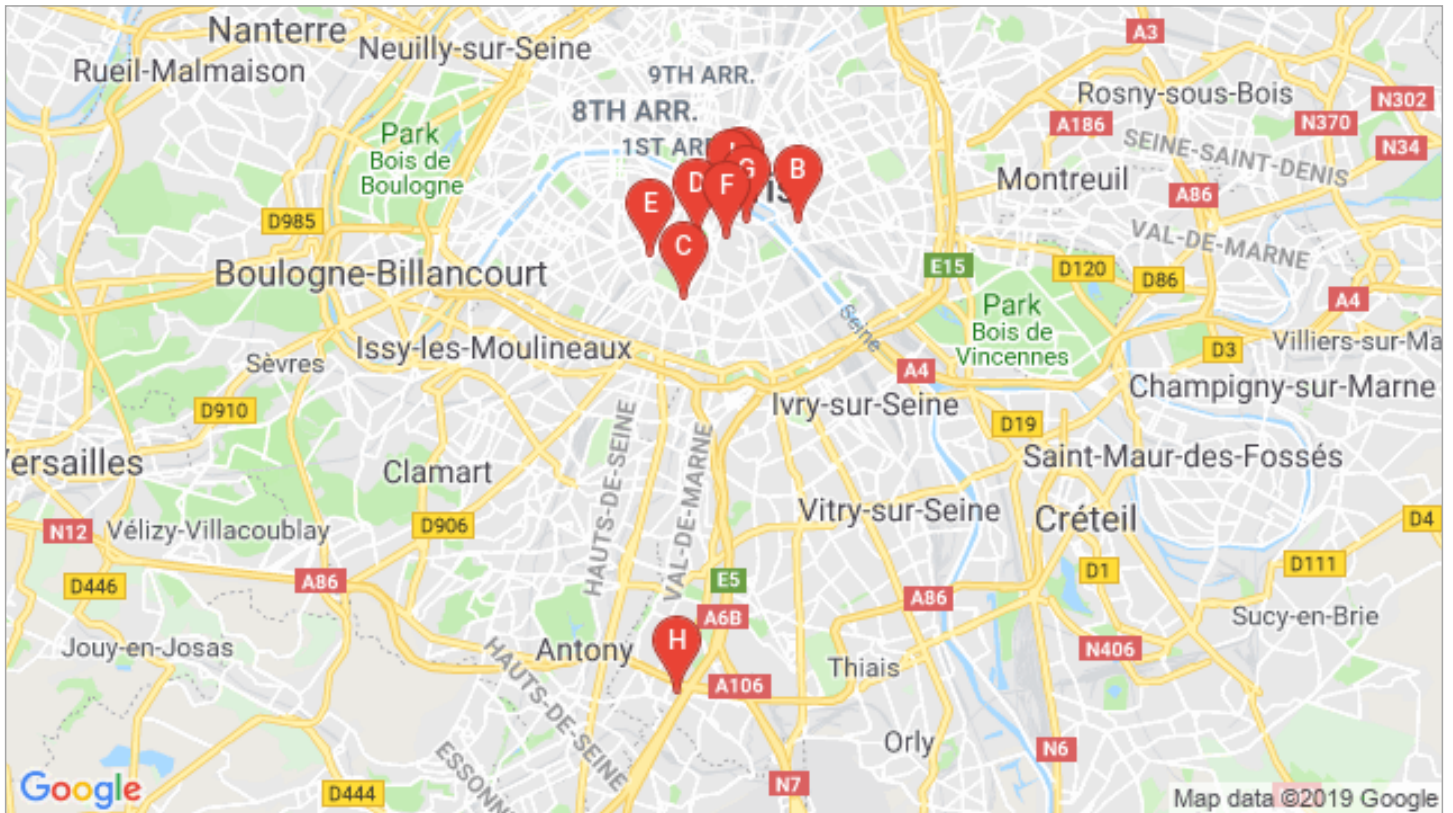 Nanterre
Neuilly-sur-Seine
A3
Rueil-Malmaison
9TH ARR.
Rosny-sous-Bois
N302
8TH ARR.
A186
N370
Park
Bois de
Boulogne
1ST AR
SEINE-SAINT-DENIS
N34
D
F
G
B
Montreuil
A86
E
D985
VAL-DE-MARNE
C
Boulogne-Billancourt
E15
D120
D86
Park
Bois de
Vincennes
A4
Seine
Issy-les-Moulineaux
Sèvres
D3
Villiers-sur-Ma
A4
Champigny-sur-Marne
D910
HAUTS-DE-SEINE
Ivry-sur-Seine
D19
VAL-DE-MARNE
ersailles
Clamart
Saint-Maur-des-Fossés
N12
Vélizy-Villacoublay
D906
Vitry-sur-Seine
Créteil
D4
D446
A86
E5
D1
D111
A86
A6B
Sucy-en-Brie
Jouy-en-Josas
Antony
H
Thiais
N406
HAUTS-DE-SEINE
A106
Orly
N6
ESSONN
N7
Google
D444
Map data ©2019 Google